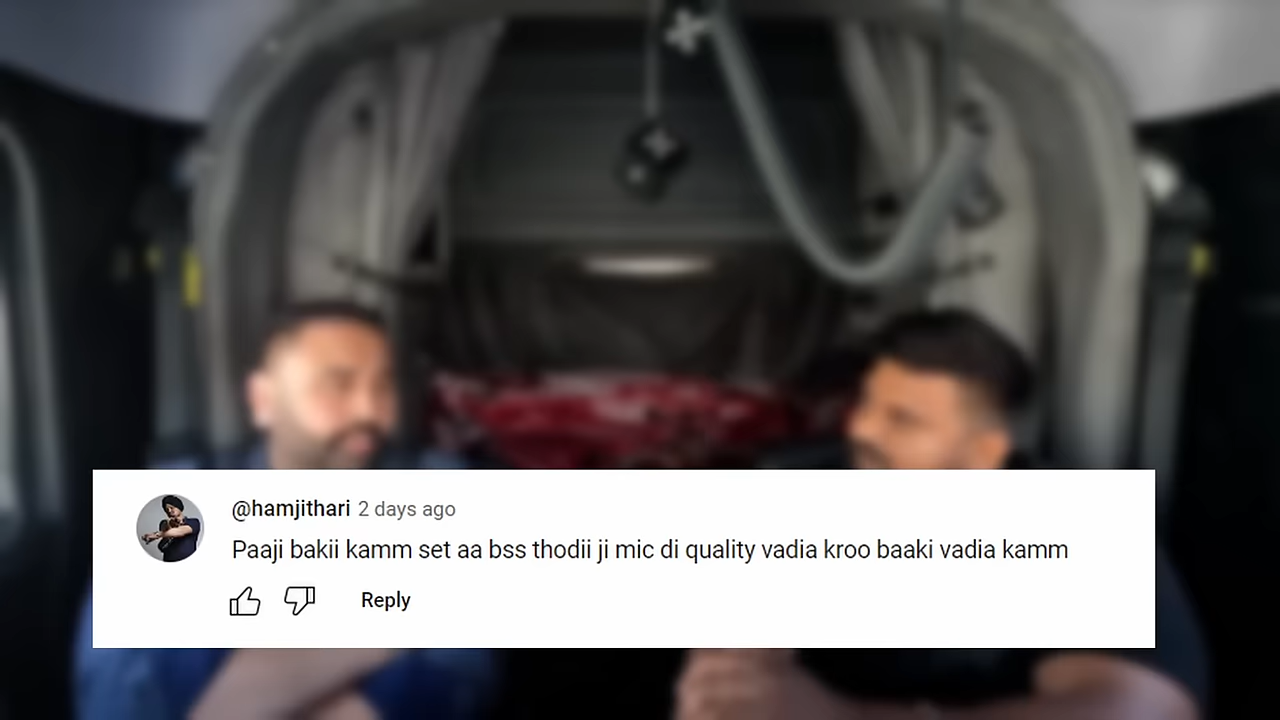 @hamjithari 2 days ago
Paaji bakii kamm set aa bss thodii ji mic di quality vadia kroo baaki vadia kamm
Reply